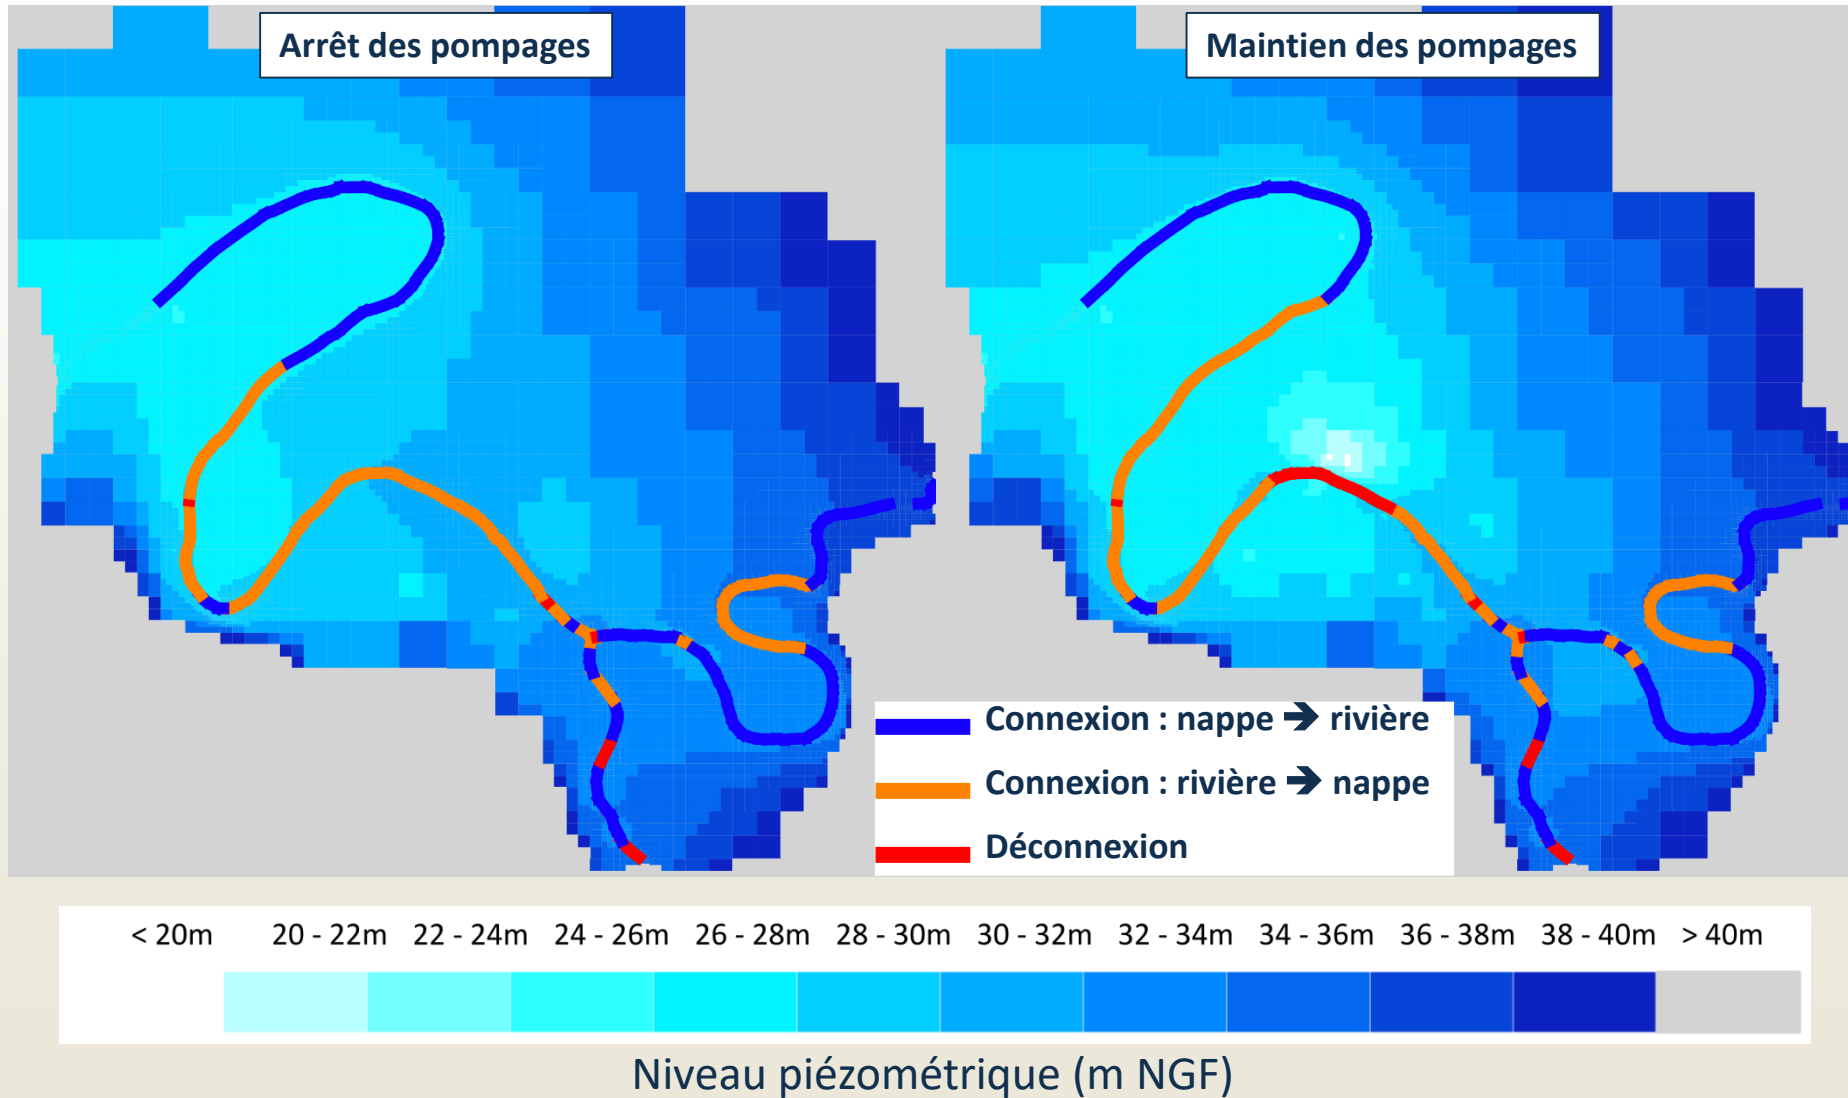 Arrêt des pompages
Maintien des pompages
Connexion : nappe ➔ rivière
Connexion : rivière ➔ nappe
Déconnexion
< 20m 20 - 22m 22 - 24m 24 - 26m 26 - 28m 28 - 30m 30 - 32m 32 - 34m 34 - 36m 36 - 38m 38 - 40m > 40m
Niveau piézométrique (m NGF)